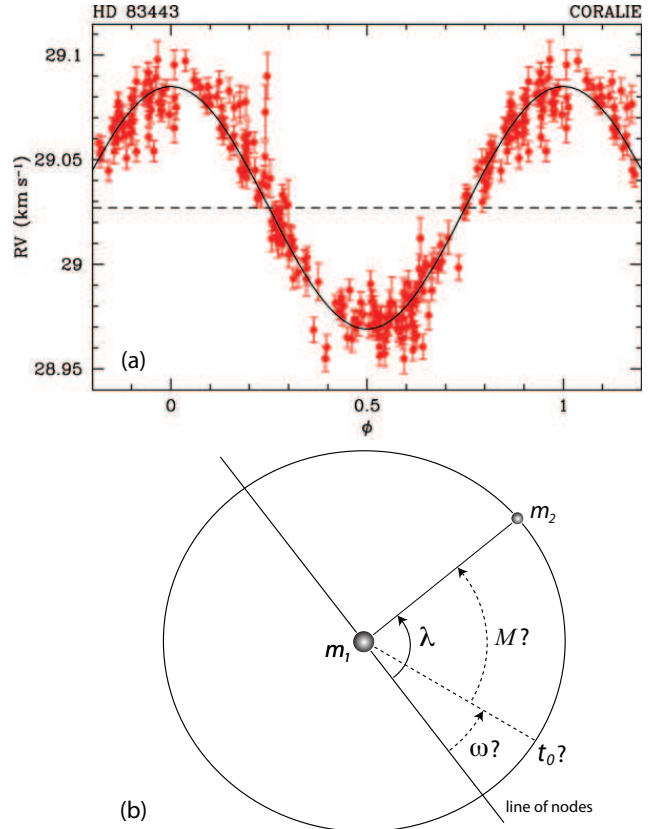 HD 83443 CORALIE
29.1
29.05
29
28.95
RV (km s⁻¹)
(a)
0 0.5 1
ϕ
m₂
m₁
λ
M?
ω?
t₀?
line of nodes
(b)